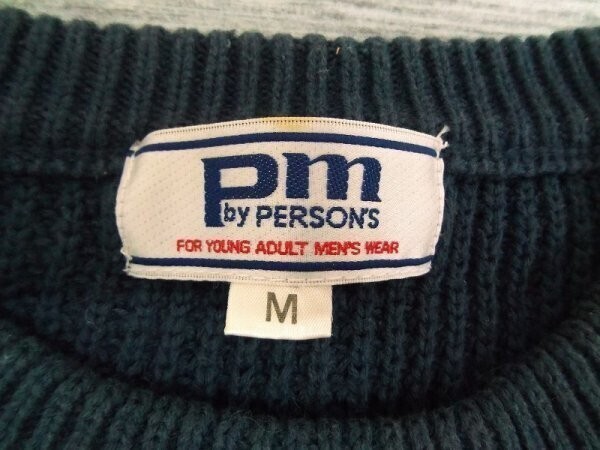 Pm
by PERSON'S
FOR YOUNG ADULT MEN'S WEAR
M